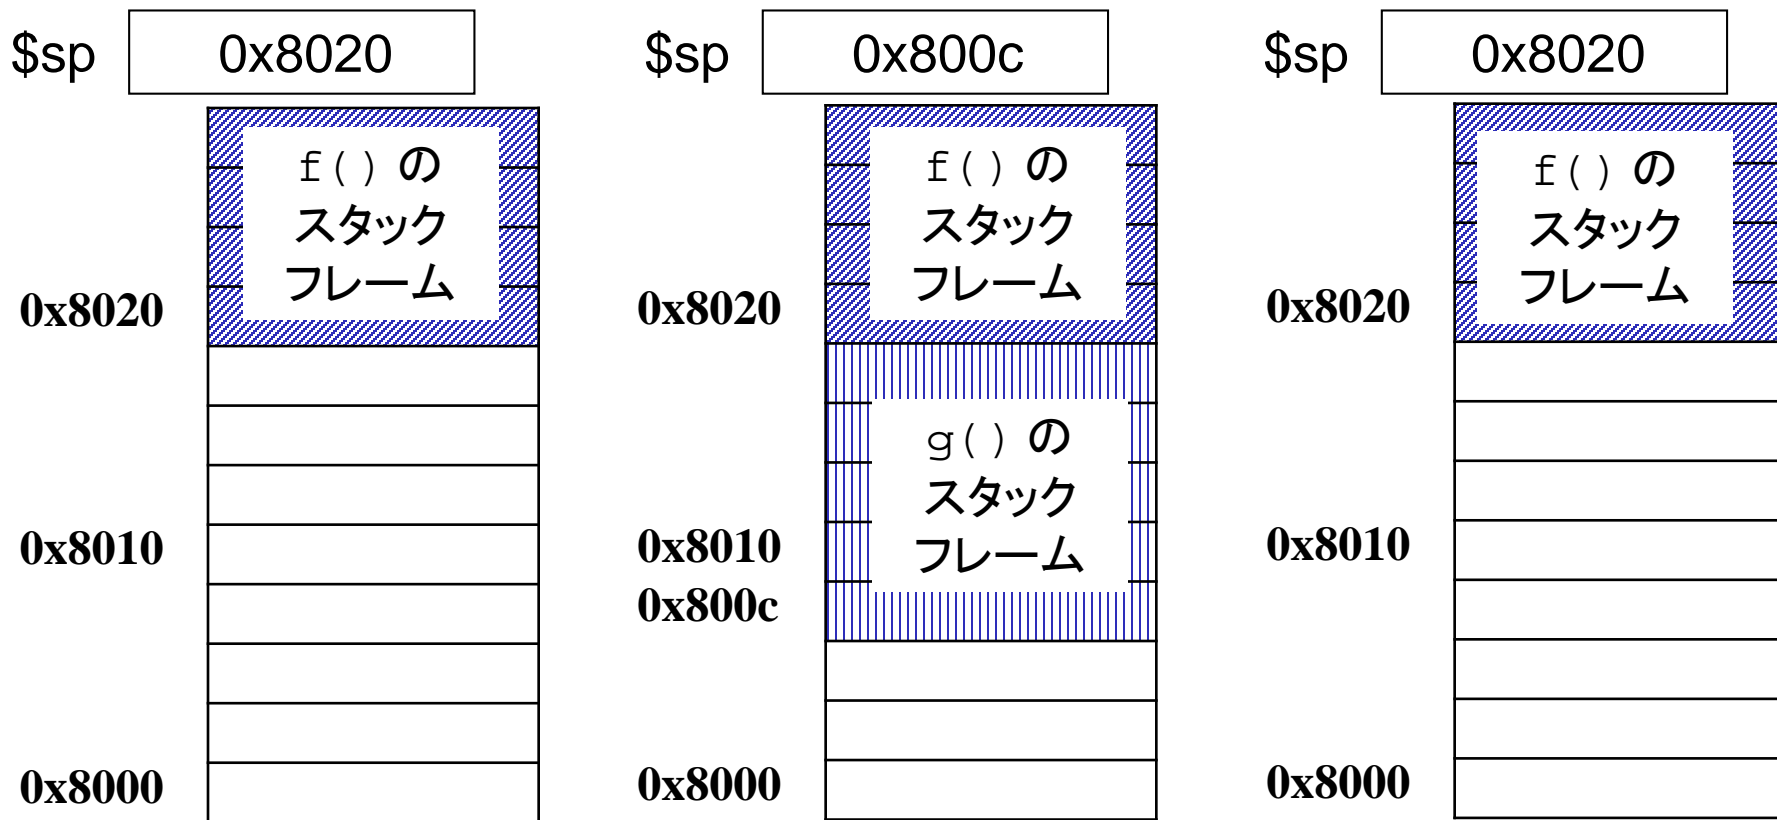 $sp 0x8020
f() の
スタック
フレーム
0x8020
0x8010
0x8000
$sp 0x800c
f() の
スタック
フレーム
0x8020
g() の
スタック
フレーム
0x8010
0x800c
0x8000
$sp 0x8020
f() の
スタック
フレーム
0x8020
0x8010
0x8000